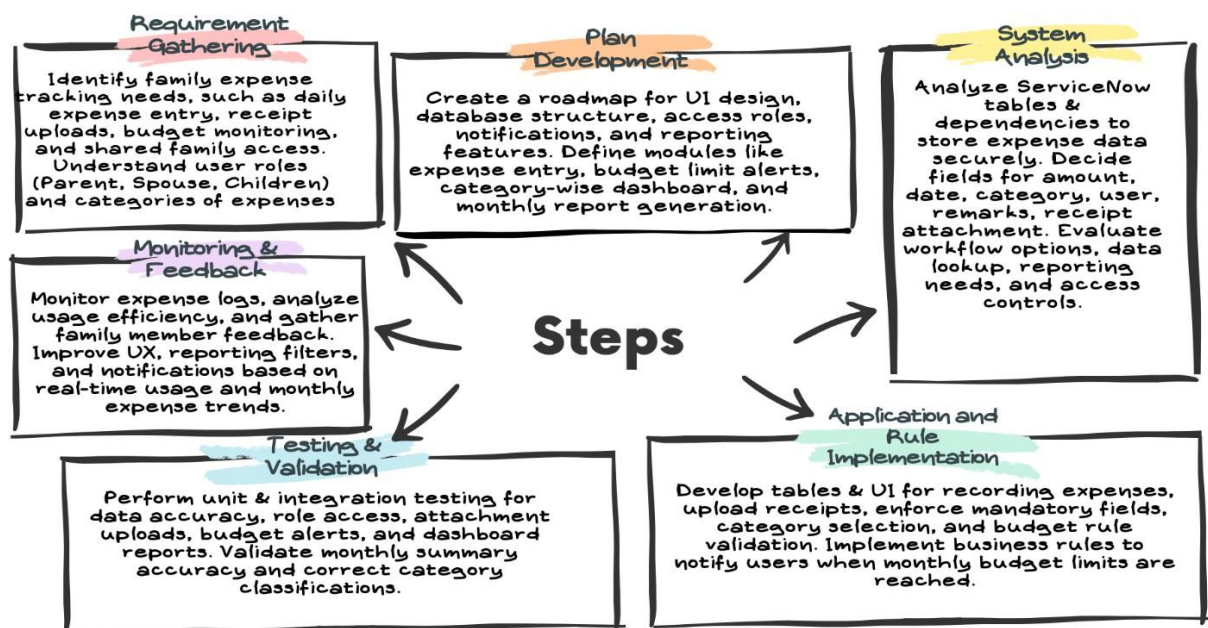 Requirement
Gathering
Identify family expense
tracking needs, such as daily
expense entry, receipt
uploads, budget monitoring,
and shared family access.
Understand user roles
(Parent, Spouse, Children)
and categories of expenses
Plan
Development
Create a roadmap for UI design,
database structure, access roles,
notifications, and reporting
features. Define modules like
expense entry, budget limit alerts,
category-wise dashboard, and
monthly report generation.
System
Analysis
Analyze ServiceNow
tables &
dependencies to
store expense data
securely. Decide
fields for amount,
date, category, user,
remarks, receipt
attachment. Evaluate
workflow options, data
lookup, reporting
needs, and access
controls.
Monitoring &
Feedback
Monitor expense logs, analyze
usage efficiency, and gather
family member feedback.
Improve UX, reporting filters,
and notifications based on
real-time usage and monthly
expense trends.
Steps
Testing &
Validation
Perform unit & integration testing for
data accuracy, role access, attachment
uploads, budget alerts, and dashboard
reports. Validate monthly summary
accuracy and correct category
classifications.
Application and
Rule
Implementation
Develop tables & UI for recording expenses,
upload receipts, enforce mandatory fields,
category selection, and budget rule
validation. Implement business rules to
notify users when monthly budget limits are
reached.